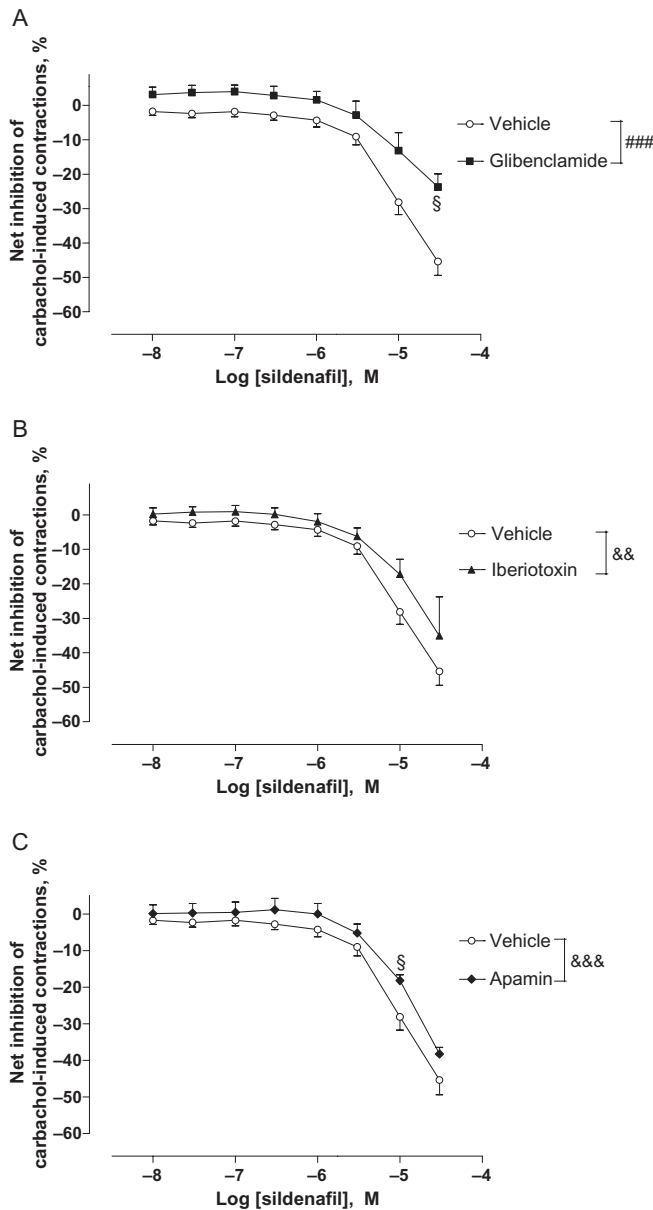 A
0
–10
–20
–30
–40
–50
–60
Net inhibition of
carbachol-induced contractions, %
Vehicle
Glibenclamide
###
§
–8 –7 –6 –5 –4
Log [sildenafil], M
B
0
–10
–20
–30
–40
–50
–60
Net inhibition of
carbachol-induced contractions, %
Vehicle
Iberiotoxin
&&
–8 –7 –6 –5 –4
Log [sildenafil], M
C
0
–10
–20
–30
–40
–50
–60
Net inhibition of
carbachol-induced contractions, %
Vehicle
Apamin
&&&
§
–8 –7 –6 –5 –4
Log [sildenafil], M